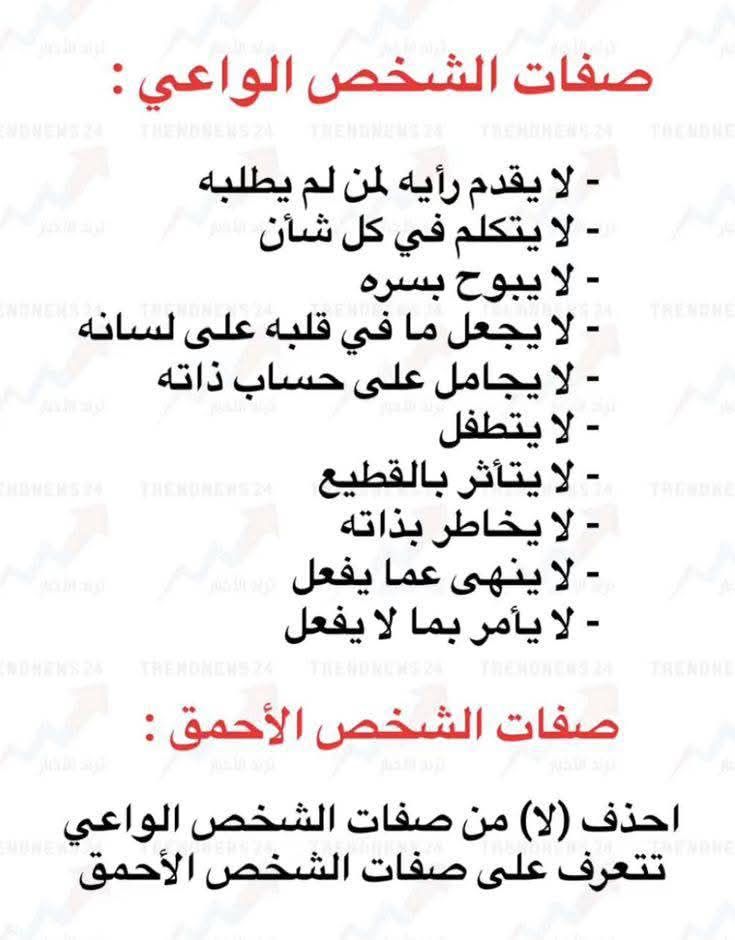 صفات الشخص الواعي :
- لا يقدم رأيه لمن لم يطلبه
- لا يتكلم في كل شأن
- لا يبوح بسره
- لا يجعل ما في قلبه على لسانه
- لا يجامل على حساب ذاته
- لا يتطفل
- لا يتأثر بالقطيع
- لا يخاطر بذاته
- لا ينهى عما يفعل
- لا يأمر بما لا يفعل
صفات الشخص الأحمق :
احذف (لا) من صفات الشخص الواعي
تتعرف على صفات الشخص الأحمق
TRENDNEWS24
ترند الأخبار